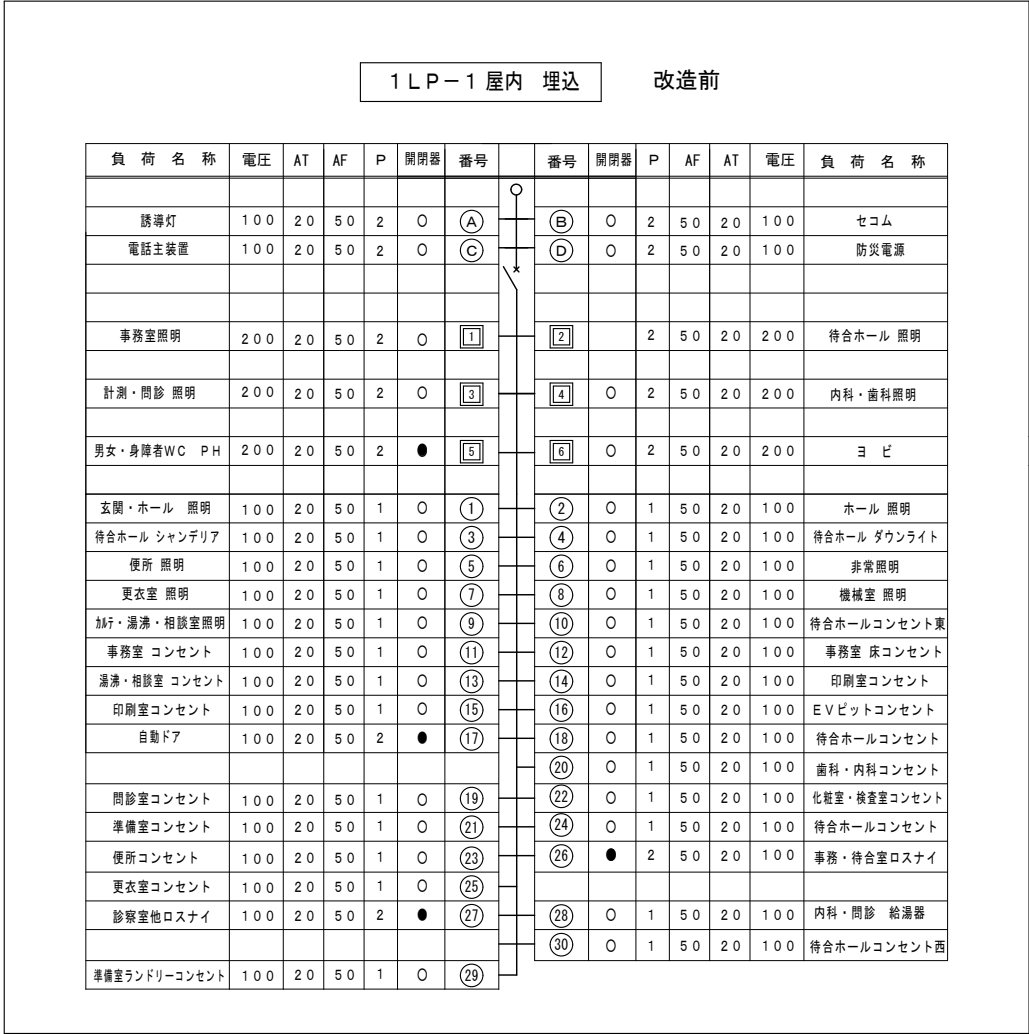 1LP－1 屋内 埋込 改造前
負荷名称 電圧 AT AF P 開閉器 番号 番号 開閉器 P AF AT 電圧 負荷名称
誘導灯 100 20 50 2 ○ A B ○ 2 50 20 100 セコム
電話主装置 100 20 50 2 ○ C D ○ 2 50 20 100 防災電源
事務室照明 200 20 50 2 ○ 1 2 2 50 20 200 待合ホール 照明
計測・問診 照明 200 20 50 2 ○ 3 4 ○ 2 50 20 200 内科・歯科照明
男女・身障者WC PH 200 20 50 2 ● 5 6 ○ 2 50 20 200 ヨビ
玄関・ホール 照明 100 20 50 1 ○ ① ② ○ 1 50 20 100 ホール 照明
待合ホール シャンデリア 100 20 50 1 ○ ③ ④ ○ 1 50 20 100 待合ホール ダウンライト
便所 照明 100 20 50 1 ○ ⑤ ⑥ ○ 1 50 20 100 非常照明
更衣室 照明 100 20 50 1 ○ ⑦ ⑧ ○ 1 50 20 100 機械室 照明
ｶﾙﾃ・湯沸・相談室照明 100 20 50 1 ○ ⑨ ⑩ ○ 1 50 20 100 待合ホールコンセント東
事務室 コンセント 100 20 50 1 ○ ⑪ ⑫ ○ 1 50 20 100 事務室 床コンセント
湯沸・相談室 コンセント 100 20 50 1 ○ ⑬ ⑭ ○ 1 50 20 100 印刷室コンセント
印刷室コンセント 100 20 50 1 ○ ⑮ ⑯ ○ 1 50 20 100 EVピットコンセント
自動ドア 100 20 50 2 ● ⑰ ⑱ ○ 1 50 20 100 待合ホールコンセント
⑳ ○ 1 50 20 100 歯科・内科コンセント
問診室コンセント 100 20 50 1 ○ ⑲ ㉒ ○ 1 50 20 100 化粧室・検査室コンセント
準備室コンセント 100 20 50 1 ○ ㉑ ㉔ ○ 1 50 20 100 待合ホールコンセント
便所コンセント 100 20 50 1 ○ ㉓ ㉖ ● 2 50 20 100 事務・待合室ロスナイ
更衣室コンセント 100 20 50 1 ○ ㉕
診察室他ロスナイ 100 20 50 2 ● ㉗ ㉘ ○ 1 50 20 100 内科・問診 給湯器
㉚ ○ 1 50 20 100 待合ホールコンセント西
準備室ランドリーコンセント 100 20 50 1 ○ ㉙